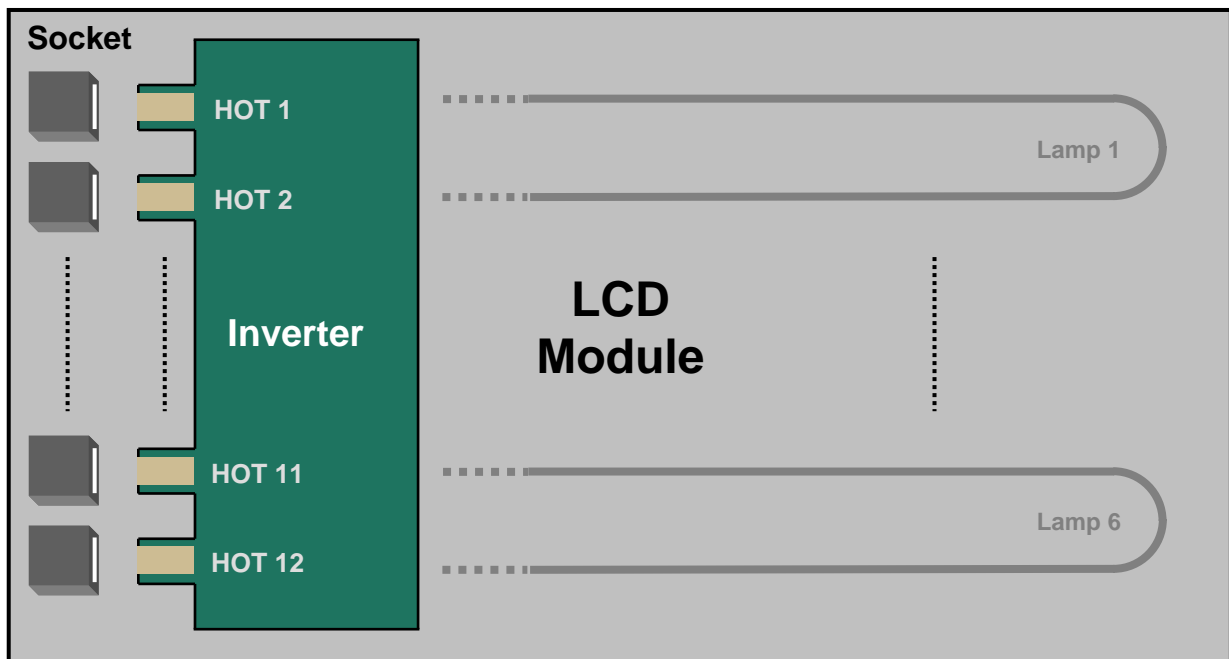 Socket
HOT 1
Lamp 1
HOT 2
LCD
Module
Inverter
HOT 11
Lamp 6
HOT 12